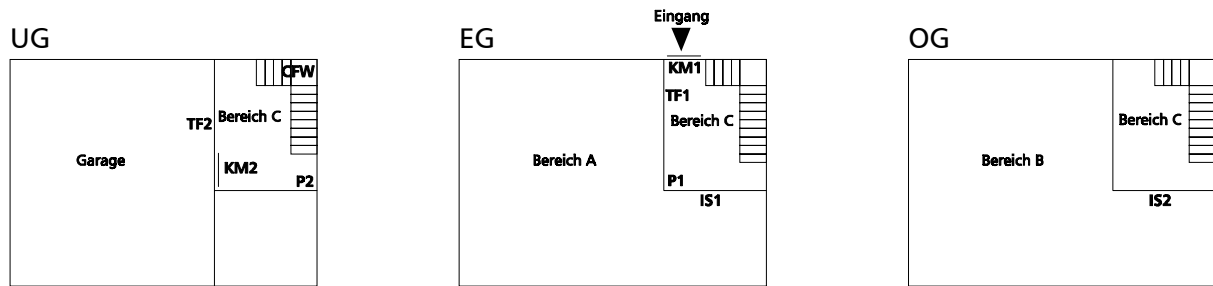 UG
CFW
Bereich C
TF2
Garage
KM2
P2
Eingang
EG
KM1
TF1
Bereich C
Bereich A
P1
IS1
OG
Bereich C
Bereich B
IS2